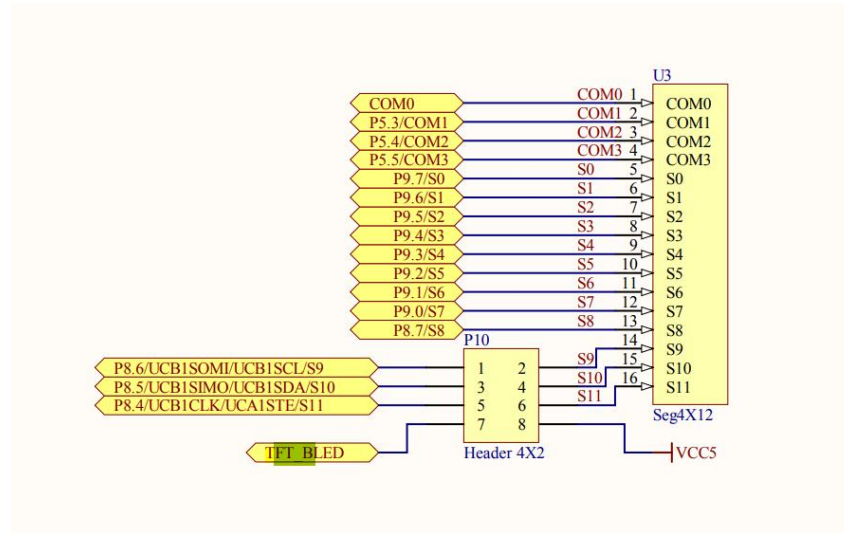 U3
COM0 COM0 1 COM0
P5.3/COM1 COM1 2 COM1
P5.4/COM2 COM2 3 COM2
P5.5/COM3 COM3 4 COM3
P9.7/S0 S0 5 S0
P9.6/S1 S1 6 S1
P9.5/S2 S2 7 S2
P9.4/S3 S3 8 S3
P9.3/S4 S4 9 S4
P9.2/S5 S5 10 S5
P9.1/S6 S6 11 S6
P9.0/S7 S7 12 S7
P8.7/S8 S8 13 S8
P10 14 S9
P8.6/UCB1SOMI/UCB1SCL/S9 1 2 S9 15 S10
P8.5/UCB1SIMO/UCB1SDA/S10 3 4 S10 16 S11
P8.4/UCB1CLK/UCA1STE/S11 5 6 S11
Seg4X12
7 8
TFT_BLED Header 4X2 VCC5